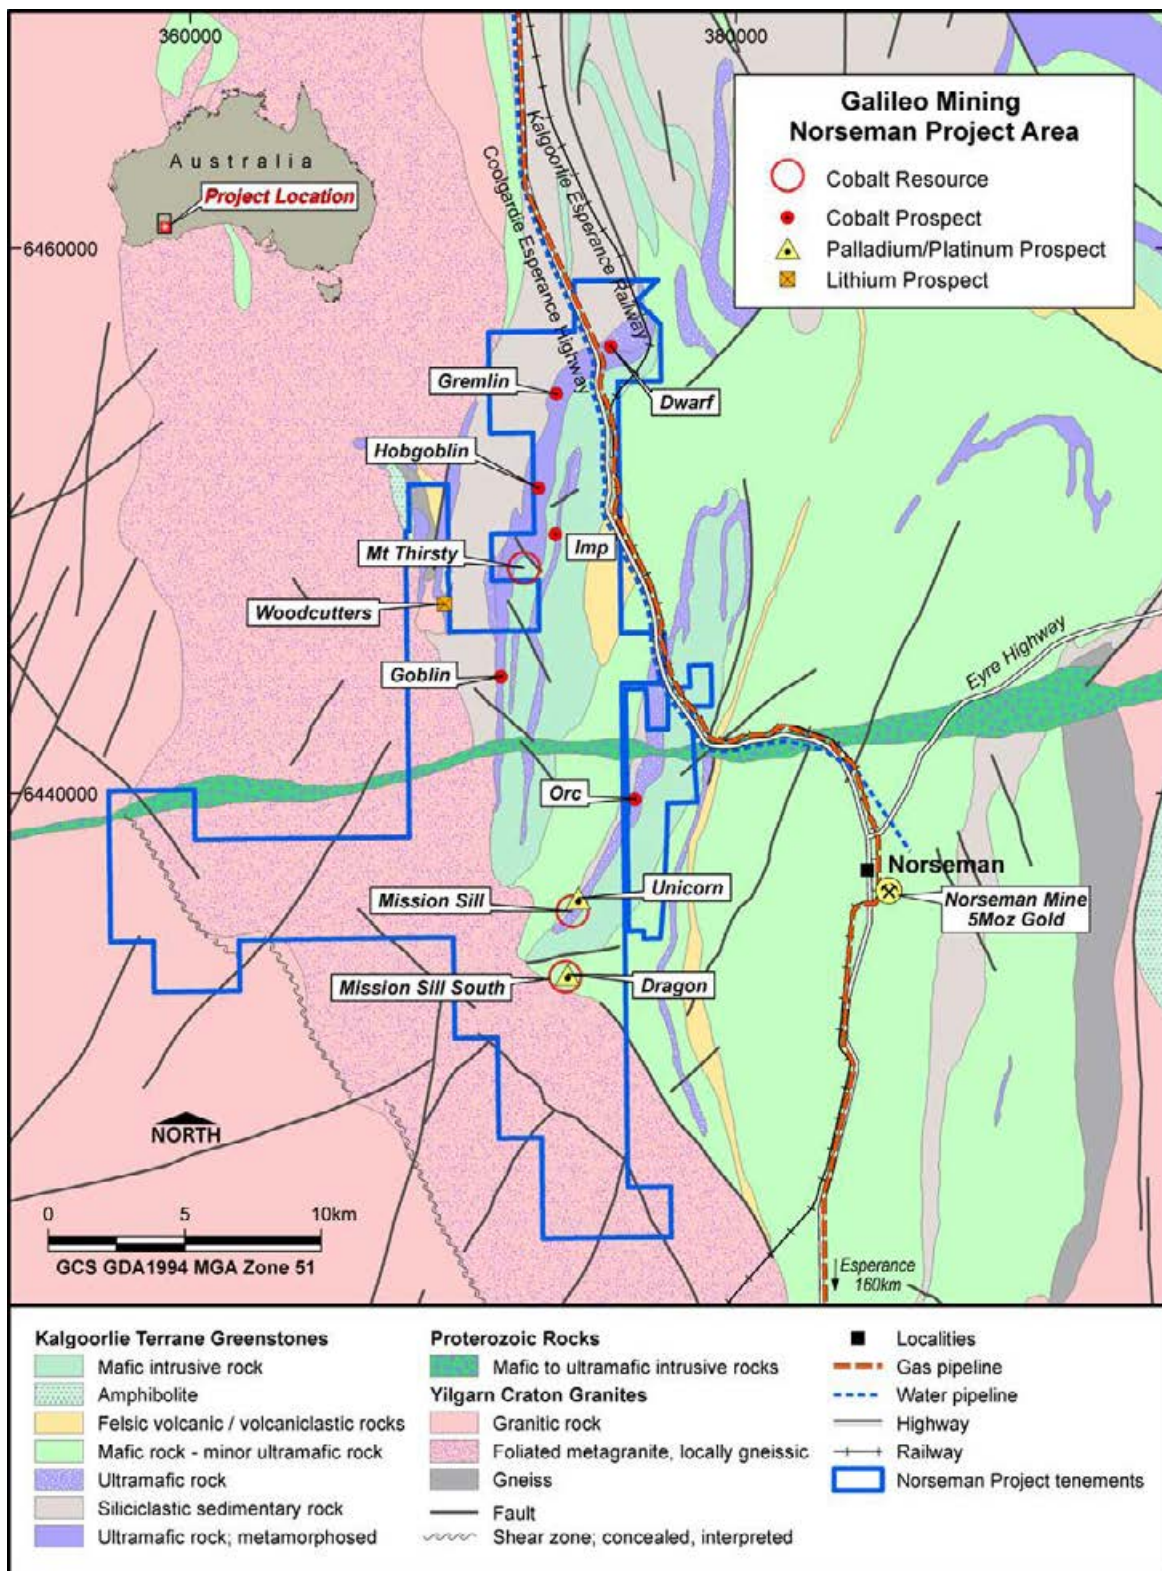 360000
380000
Galileo Mining
Norseman Project Area
Cobalt Resource
Cobalt Prospect
Palladium/Platinum Prospect
Lithium Prospect
Australia
Project Location
6460000
Kalgoorlie Esperance Railway
Coolgardie Esperance Highway
Gremlin
Dwarf
Hobgoblin
Mt Thirsty
Imp
Woodcutters
Goblin
Eyre Highway
6440000
Orc
Norseman
Unicorn
Mission Sill
Norseman Mine
5Moz Gold
Mission Sill South
Dragon
NORTH
0 5 10km
GCS GDA1994 MGA Zone 51
Esperance
160km
Kalgoorlie Terrane Greenstones
Mafic intrusive rock
Amphibolite
Felsic volcanic / volcaniclastic rocks
Mafic rock - minor ultramafic rock
Ultramafic rock
Siliciclastic sedimentary rock
Ultramafic rock; metamorphosed
Proterozoic Rocks
Mafic to ultramafic intrusive rocks
Yilgarn Craton Granites
Granitic rock
Foliated metagranite, locally gneissic
Gneiss
Fault
Shear zone; concealed, interpreted
Localities
Gas pipeline
Water pipeline
Highway
Railway
Norseman Project tenements